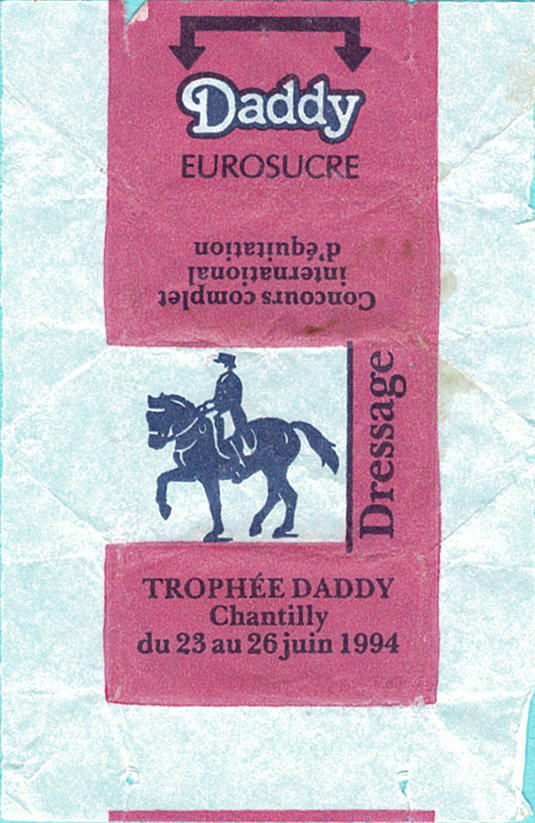 Daddy
EUROSUCRE
Concours complet
international
d'équitation
Dressage
TROPHÉE DADDY
Chantilly
du 23 au 26 juin 1994